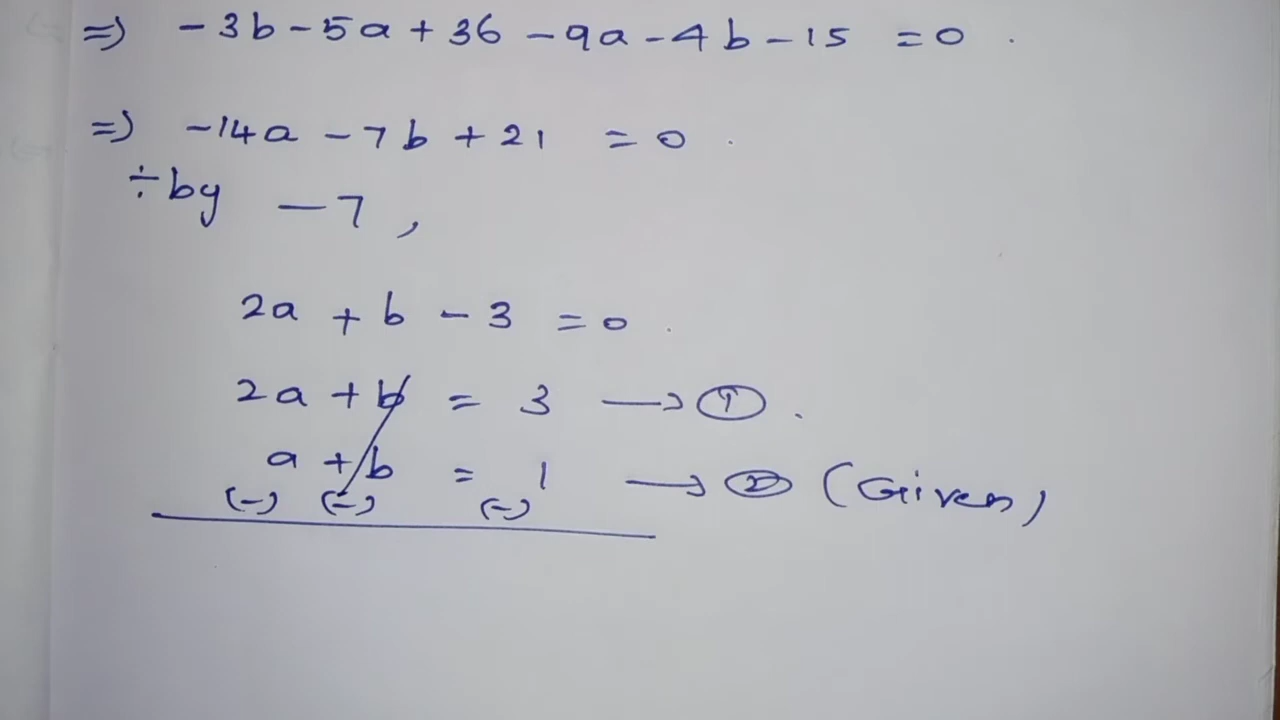 => -3b-5a+36-9a-4b-15 =0.
=> -14a-7b+21 =0.
÷by -7,
2a + b - 3 =0.
2a + b = 3 → ①.
a + b = 1 → ② (Given)
(-) (-) (-)